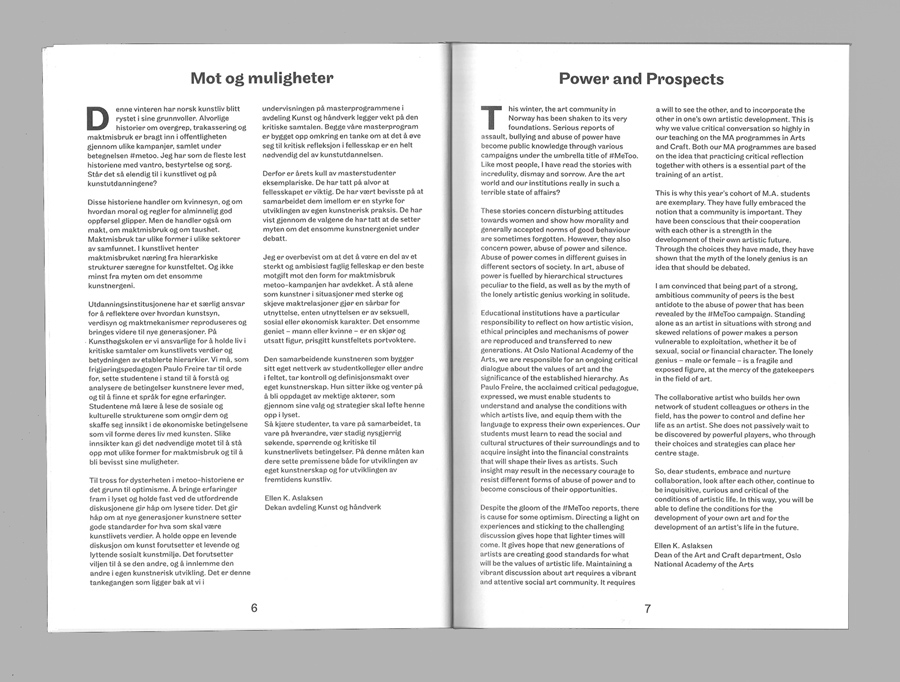 Mot og muligheter
Denne vinteren har norsk kunstliv blitt
rystet i sine grunnvoller. Alvorlige
historier om overgrep, trakassering og
maktmisbruk er bragt inn i offentligheten
gjennom ulike kampanjer, samlet under
betegnelsen #metoo. Jeg har som de fleste lest
historiene med vantro, bestyrtelse og sorg.
Står det så elendig til i kunstlivet og på
kunstutdanningene?
Disse historiene handler om kvinnesyn, og om
hvordan moral og regler for alminnelig god
oppførsel glipper. Men de handler også om
makt, om maktmisbruk og om taushet.
Maktmisbruk tar ulike former i ulike sektorer
av samfunnet. I kunstlivet henter
maktmisbruket næring fra hierarkiske
strukturer særegne for kunstfeltet. Og ikke
minst fra myten om det ensomme
kunstnergeni.
Utdanningsinstitusjonene har et særlig ansvar
for å reflektere over hvordan kunstsyn,
verdisyn og maktmekanismer reproduseres og
bringes videre til nye generasjoner. På
Kunsthøgskolen er vi ansvarlige for å holde liv i
kritiske samtaler om kunstlivets verdier og
betydningen av etablerte hierarkier. Vi må, som
frigjøringspedagogen Paulo Freire tar til orde
for, sette studentene i stand til å forstå og
analysere de betingelser kunstnere lever med,
og til å finne et språk for egne erfaringer.
Studentene må lære å lese de sosiale og
kulturelle strukturene som omgir dem og
skaffe seg innsikt i de økonomiske betingelsene
som vil forme deres liv med kunsten. Slike
innsikter kan gi det nødvendige motet til å stå
opp mot ulike former for maktmisbruk og til å
bli bevisst sine muligheter.
Til tross for dysterheten i metoo-historiene er
det grunn til optimisme. Å bringe erfaringer
fram i lyset og holde fast ved de utfordrende
diskusjonene gir håp om lysere tider. Det gir
håp om at nye generasjoner kunstnere setter
gode standarder for hva som skal være
kunstlivets verdier. Å holde oppe en levende
diskusjon om kunst forutsetter et levende og
lyttende sosialt kunstmiljø. Det forutsetter
viljen til å se den andre, og å innlemme den
andre i egen kunstnerisk utvikling. Det er denne
tankegangen som ligger bak at vi i
undervisningen på masterprogrammene i
avdeling Kunst og håndverk legger vekt på den
kritiske samtalen. Begge våre masterprogram
er bygget opp omkring en tanke om at det å øve
seg til kritisk refleksjon i fellesskap er en helt
nødvendig del av kunstutdannelsen.
Derfor er årets kull av masterstudenter
eksemplariske. De har tatt på alvor at
fellesskapet er viktig. De har vært bevisste på at
samarbeidet dem imellom er en styrke for
utviklingen av egen kunstnerisk praksis. De har
vist gjennom de valgene de har tatt at de setter
myten om det ensomme kunstnergeniet under
debatt.
Jeg er overbevist om at det å være en del av et
sterkt og ambisiøst faglig felleskap er den beste
motgift mot den form for maktmisbruk
metoo-kampanjen har avdekket. Å stå alene
som kunstner i situasjoner med sterke og
skjeve maktrelasjoner gjør en sårbar for
utnyttelse, enten utnyttelsen er av seksuell,
sosial eller økonomisk karakter. Det ensomme
geniet – mann eller kvinne – er en skjør og
utsatt figur, prisgitt kunstfeltets portvoktere.
Den samarbeidende kunstneren som bygger
sitt eget nettverk av studentkolleger eller andre
i feltet, tar kontroll og definisjonsmakt over
eget kunstnerskap. Hun sitter ikke og venter på
å bli oppdaget av mektige aktører, som
gjennom sine valg og strategier skal løfte henne
opp i lyset.
Så kjære studenter, ta vare på samarbeidet, ta
vare på hverandre, vær stadig nysgjerrig
søkende, spørrende og kritiske til
kunstnerlivets betingelser. På denne måten kan
dere sette premissene både for utviklingen av
eget kunstnerskap og for utviklingen av
fremtidens kunstliv.
Ellen K. Aslaksen
Dekan avdeling Kunst og håndverk
6
Power and Prospects
This winter, the art community in
Norway has been shaken to its very
foundations. Serious reports of
assault, bullying and abuse of power have
become public knowledge through various
campaigns under the umbrella title of #MeToo.
Like most people, I have read the stories with
incredulity, dismay and sorrow. Are the art
world and our institutions really in such a
terrible state of affairs?
These stories concern disturbing attitudes
towards women and show how morality and
generally accepted norms of good behaviour
are sometimes forgotten. However, they also
concern power, abuse of power and silence.
Abuse of power comes in different guises in
different sectors of society. In art, abuse of
power is fuelled by hierarchical structures
peculiar to the field, as well as by the myth of
the lonely artistic genius working in solitude.
Educational institutions have a particular
responsibility to reflect on how artistic vision,
ethical principles and mechanisms of power
are reproduced and transferred to new
generations. At Oslo National Academy of the
Arts, we are responsible for an ongoing critical
dialogue about the values of art and the
significance of the established hierarchy. As
Paulo Freire, the acclaimed critical pedagogue,
expressed, we must enable students to
understand and analyse the conditions with
which artists live, and equip them with the
language to express their own experiences. Our
students must learn to read the social and
cultural structures of their surroundings and to
acquire insight into the financial constraints
that will shape their lives as artists. Such
insight may result in the necessary courage to
resist different forms of abuse of power and to
become conscious of their opportunities.
Despite the gloom of the #MeToo reports, there
is cause for some optimism. Directing a light on
experiences and sticking to the challenging
discussion gives hope that lighter times will
come. It gives hope that new generations of
artists are creating good standards for what
will be the values of artistic life. Maintaining a
vibrant discussion about art requires a vibrant
and attentive social art community. It requires
a will to see the other, and to incorporate the
other in one's own artistic development. This is
why we value critical conversation so highly in
our teaching on the MA programmes in Arts
and Craft. Both our MA programmes are based
on the idea that practicing critical reflection
together with others is a essential part of the
training of an artist.
This is why this year's cohort of M.A. students
are exemplary. They have fully embraced the
notion that a community is important. They
have been conscious that their cooperation
with each other is a strength in the
development of their own artistic future.
Through the choices they have made, they have
shown that the myth of the lonely genius is an
idea that should be debated.
I am convinced that being part of a strong,
ambitious community of peers is the best
antidote to the abuse of power that has been
revealed by the #MeToo campaign. Standing
alone as an artist in situations with strong and
skewed relations of power makes a person
vulnerable to exploitation, whether it be of
sexual, social or financial character. The lonely
genius – male or female – is a fragile and
exposed figure, at the mercy of the gatekeepers
in the field of art.
The collaborative artist who builds her own
network of student colleagues or others in the
field, has the power to control and define her
life as an artist. She does not passively wait to
be discovered by powerful players, who through
their choices and strategies can place her
centre stage.
So, dear students, embrace and nurture
collaboration, look after each other, continue to
be inquisitive, curious and critical of the
conditions of artistic life. In this way, you will be
able to define the conditions for the
development of your own art and for the
development of an artist's life in the future.
Ellen K. Aslaksen
Dean of the Art and Craft department, Oslo
National Academy of the Arts
7